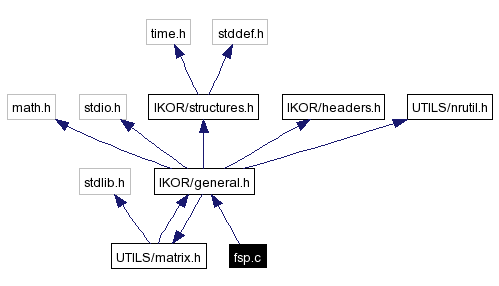 time.h
stddef.h
math.h
stdio.h
IKOR/structures.h
IKOR/headers.h
UTILS/nrutil.h
stdlib.h
IKOR/general.h
UTILS/matrix.h
fsp.c